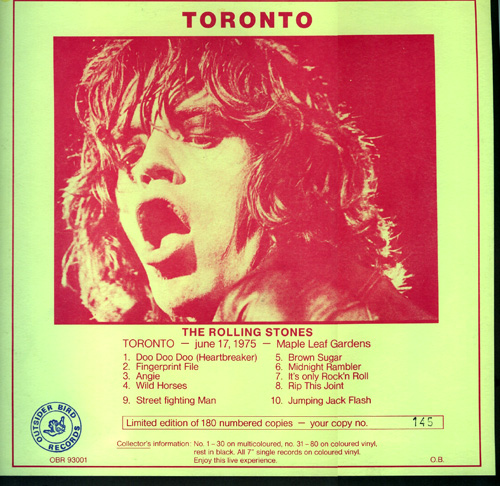 TORONTO
THE ROLLING STONES
TORONTO — june 17, 1975 — Maple Leaf Gardens
1. Doo Doo Doo (Heartbreaker)
2. Fingerprint File
3. Angie
4. Wild Horses
5. Brown Sugar
6. Midnight Rambler
7. It's only Rock'n Roll
8. Rip This Joint
9. Street fighting Man
10. Jumping Jack Flash
Limited edition of 180 numbered copies — your copy no. 145
OUTSIDER BIRD RECORDS
OBR 93001
Collector's information: No. 1-30 on multicoloured, no. 31-80 on coloured vinyl,
rest in black. All 7" single records on coloured vinyl.
Enjoy this live experience.
O.B.